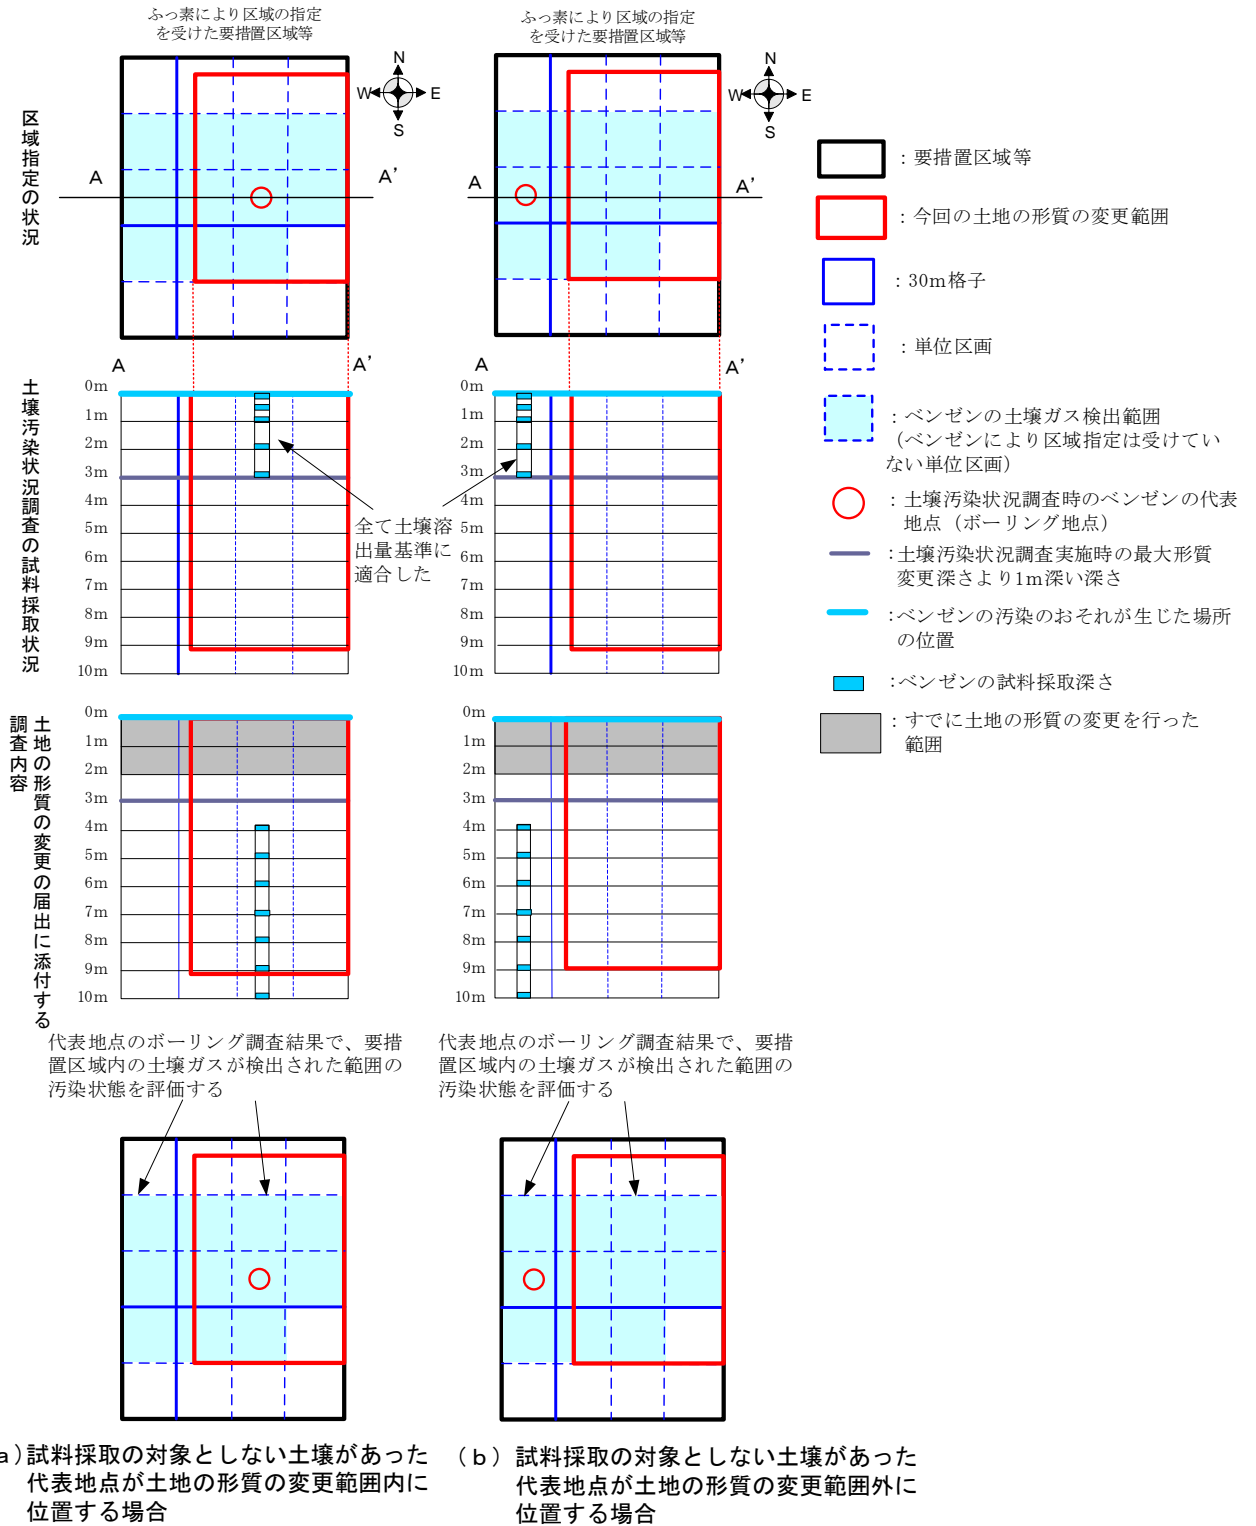 ふっ素により区域の指定
を受けた要措置区域等
ふっ素により区域の指定
を受けた要措置区域等
区域指定の状況
N
W
E
S
A
A'
N
W
E
S
A
A'
：要措置区域等
：今回の土地の形質の変更範囲
：30m格子
：単位区画
：ベンゼンの土壌ガス検出範囲
（ベンゼンにより区域指定は受けてい
ない単位区画）
：土壌汚染状況調査時のベンゼンの代表
地点（ボーリング地点）
：土壌汚染状況調査実施時の最大形質
変更深さより1m深い深さ
：ベンゼンの汚染のおそれが生じた場所
の位置
：ベンゼンの試料採取深さ
：すでに土地の形質の変更を行った
範囲
土壌汚染状況調査の試料採取状況
A
A'
0m
1m
2m
3m
4m
5m
6m
7m
8m
9m
10m
全て土壌溶
出量基準に
適合した
A
A'
0m
1m
2m
3m
4m
5m
6m
7m
8m
9m
10m
土地の形質の変更の届出に添付する
調査内容
0m
1m
2m
3m
4m
5m
6m
7m
8m
9m
10m
0m
1m
2m
3m
4m
5m
6m
7m
8m
9m
10m
代表地点のボーリング調査結果で、要措
置区域内の土壌ガスが検出された範囲の
汚染状態を評価する
代表地点のボーリング調査結果で、要措
置区域内の土壌ガスが検出された範囲の
汚染状態を評価する
a）試料採取の対象としない土壌があった
代表地点が土地の形質の変更範囲内に
位置する場合
（b）試料採取の対象としない土壌があった
代表地点が土地の形質の変更範囲外に
位置する場合